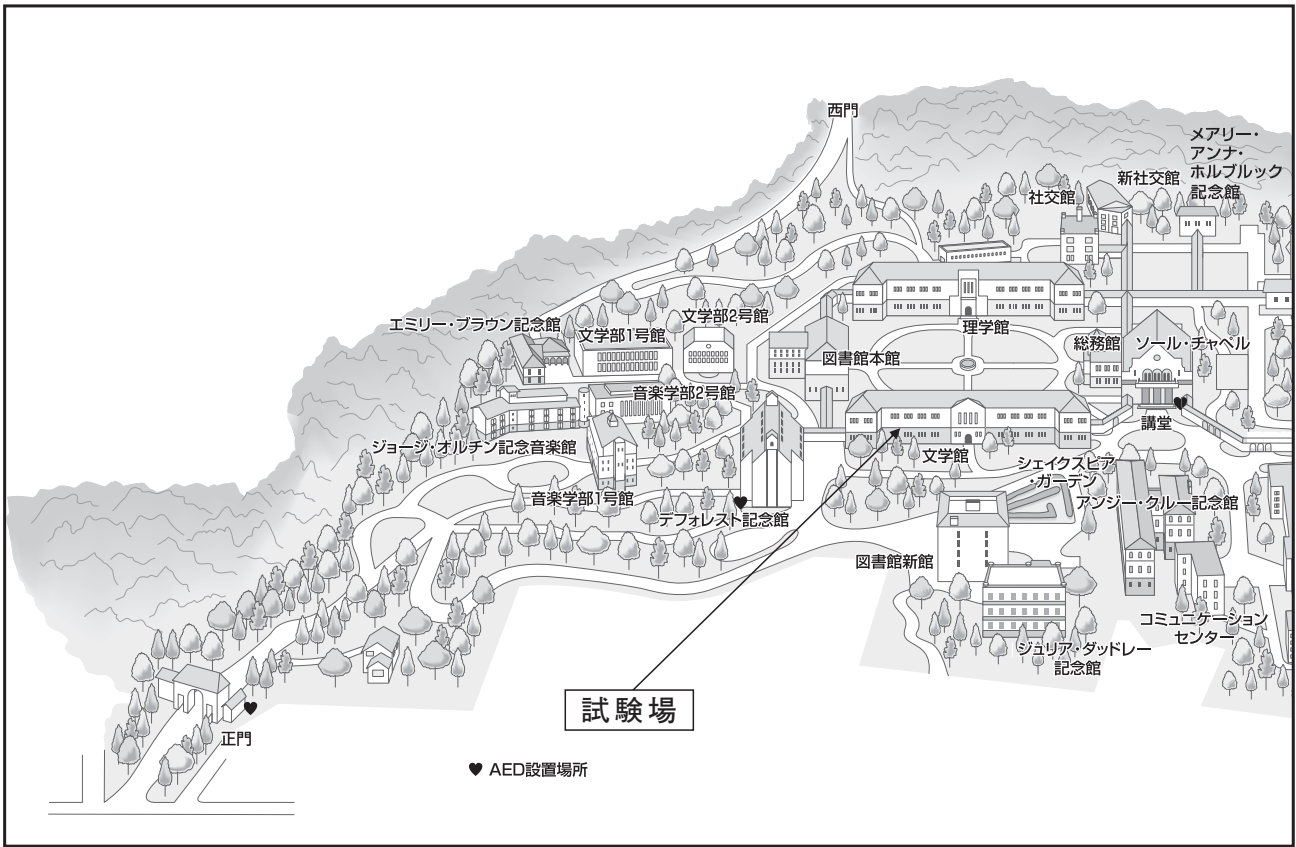 西門
メアリー・
アンナ・
ホルブルック
記念館
新社交館
社交館
エミリー・ブラウン記念館
文学部1号館
文学部2号館
理学館
図書館本館
総務館
ソール・チャペル
音楽学部2号館
講堂
ジョージ・オルチン記念音楽館
文学館
シェイクスピア
・ガーデン
音楽学部1号館
アンジー・クルー記念館
デフォレスト記念館
図書館新館
コミュニケーション
センター
ジュリア・ダッドレー
記念館
試験場
正門
♥ AED設置場所